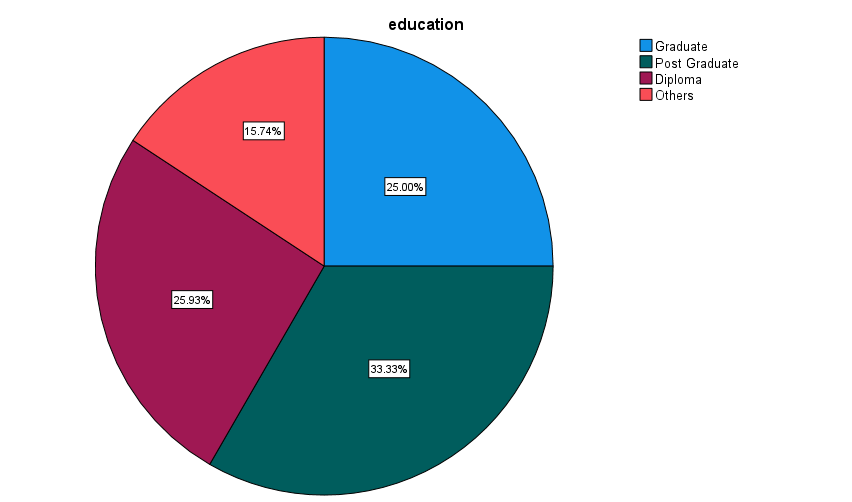 education
Graduate
Post Graduate
Diploma
Others
15.74%
25.00%
25.93%
33.33%